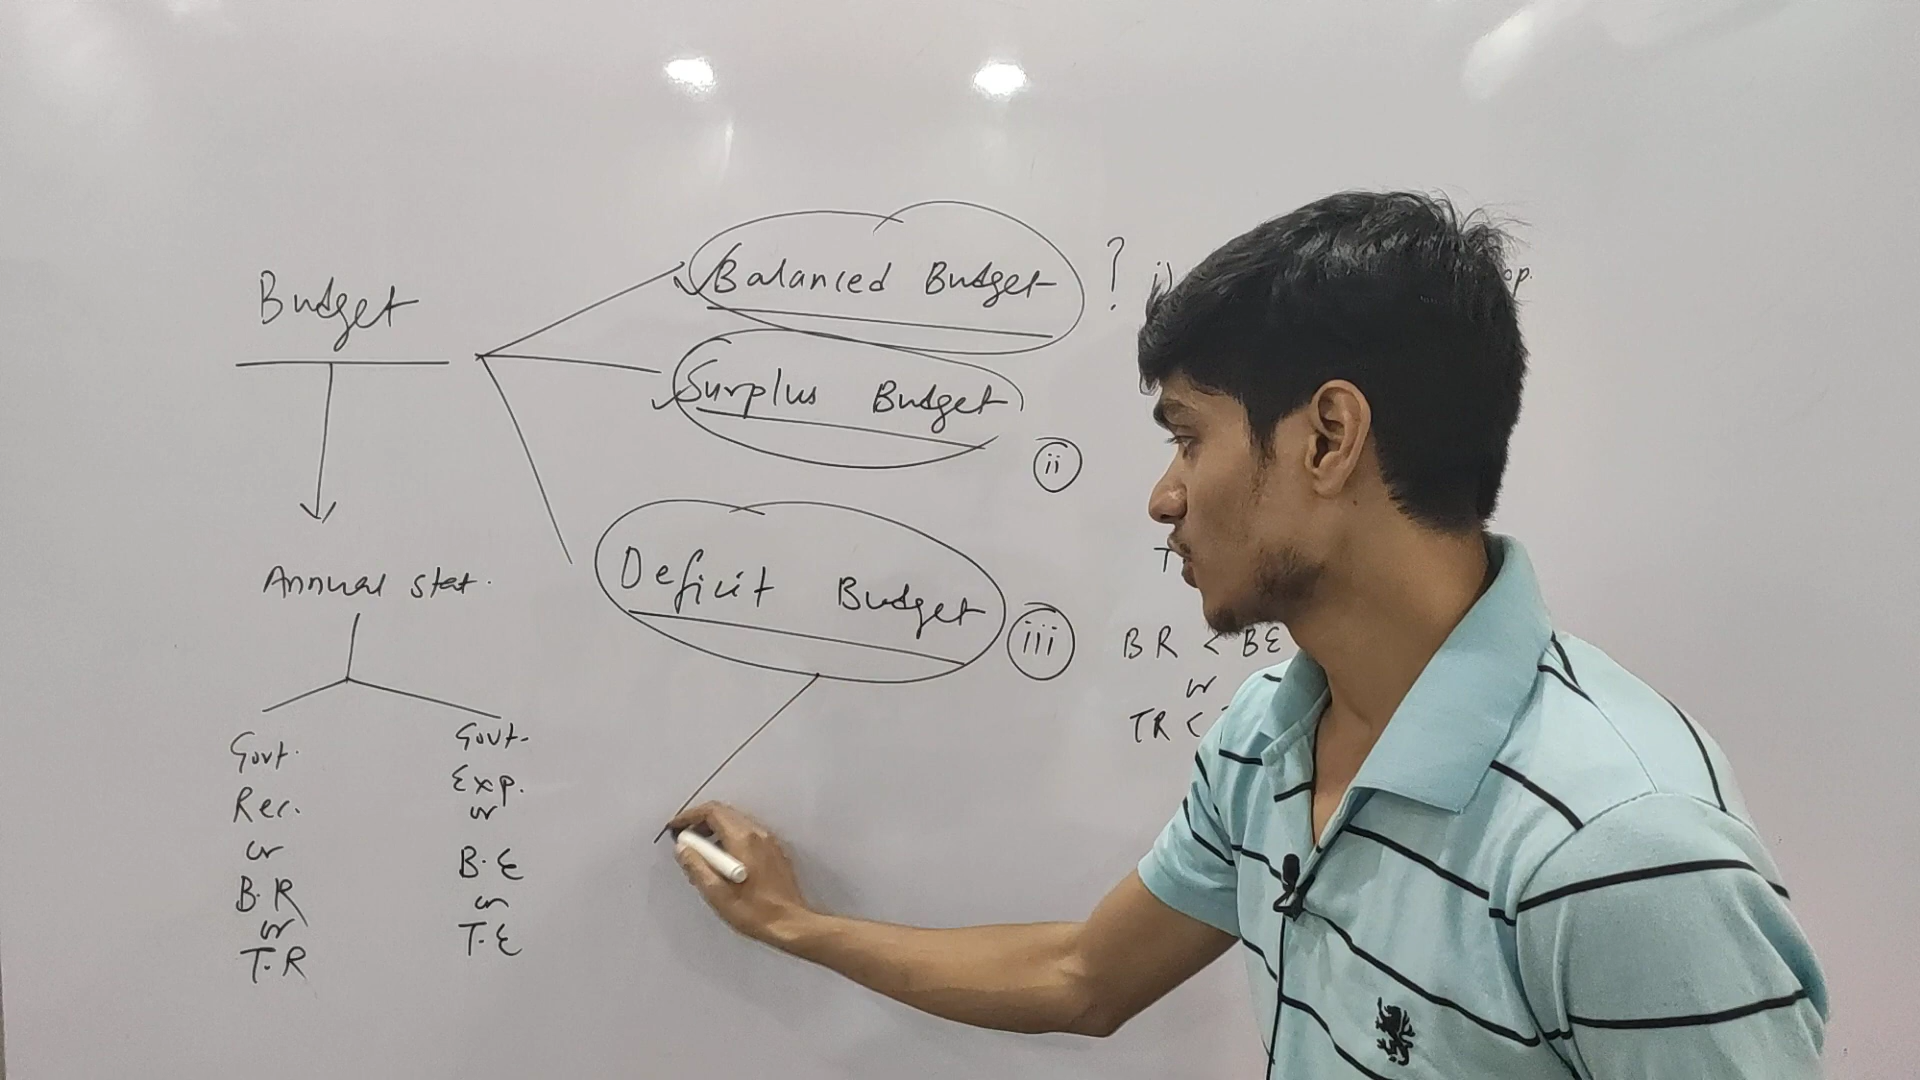 Balanced Budget ? i)
Budget
Surplus Budget
ii
Annual stat.
Deficit Budget iii
BR < BE
or
TR <
Govt. Govt.
Rec. Exp.
or or
B.R B.E
or or
T.R T.E